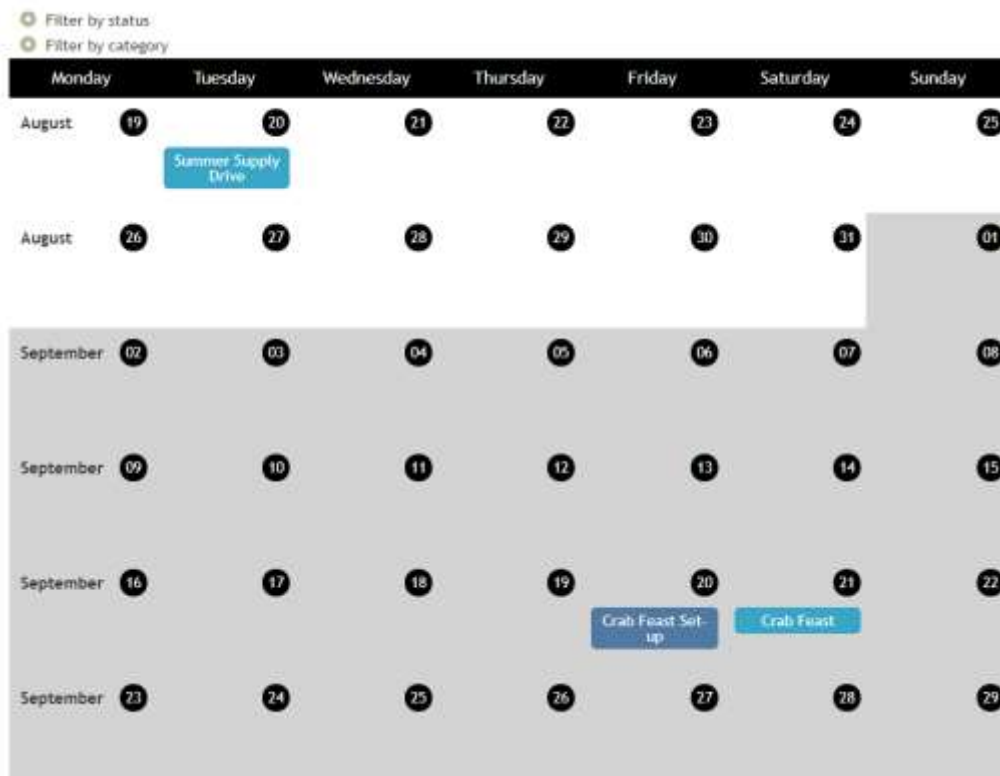 Filter by status
Filter by category
Monday Tuesday Wednesday Thursday Friday Saturday Sunday
August 19 20 21 22 23 24 25
Summer Supply
Drive
August 26 27 28 29 30 31 01
September 02 03 04 05 06 07 08
September 09 10 11 12 13 14 15
September 16 17 18 19 20 21 22
Crab Feast Set-
up
Crab Feast
September 23 24 25 26 27 28 29